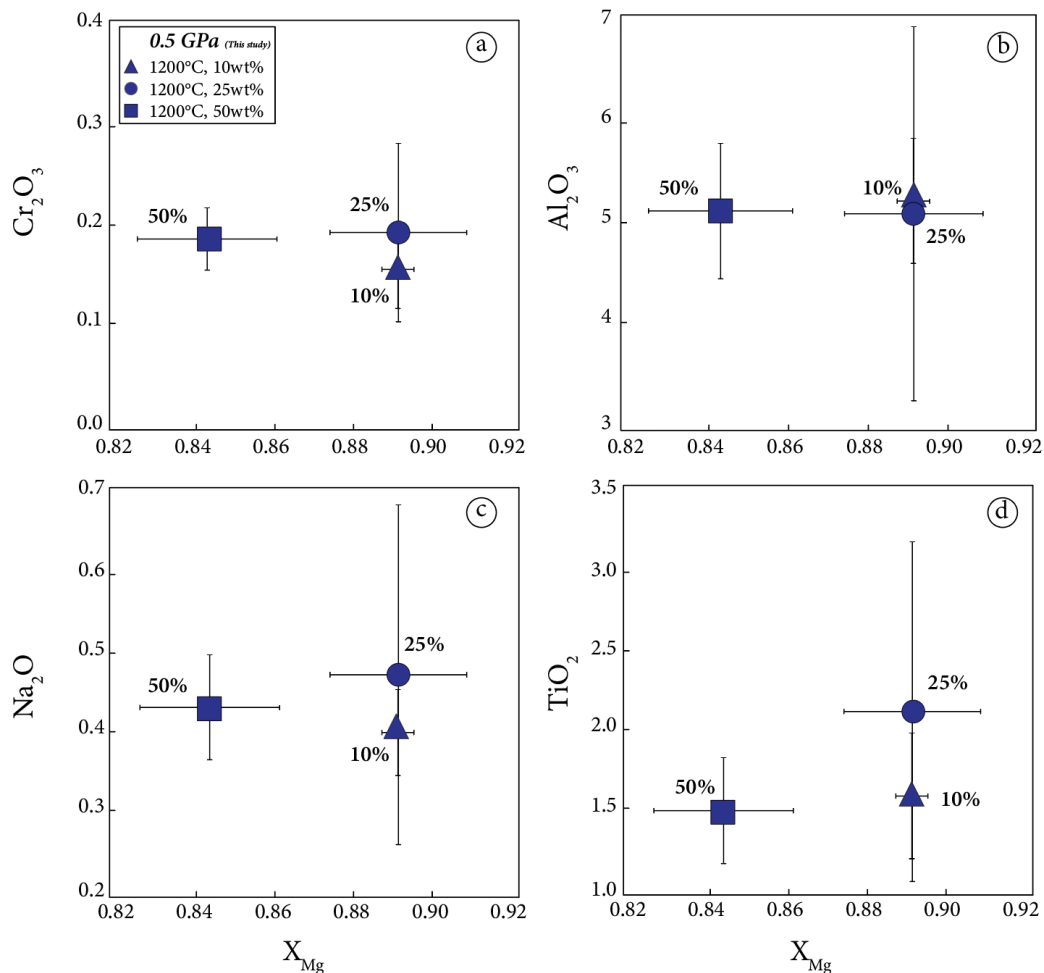 0.4
0.3
0.2
0.1
0.0
Cr2O3
0.5 GPa (This study)
1200°C, 10wt%
1200°C, 25wt%
1200°C, 50wt%
a
50%
25%
10%
0.82 0.84 0.86 0.88 0.90 0.92
7
6
5
4
3
Al2O3
b
50%
10%
25%
0.82 0.84 0.86 0.88 0.90 0.92
0.7
0.6
0.5
0.4
0.3
0.2
Na2O
c
50%
25%
10%
0.82 0.84 0.86 0.88 0.90 0.92
XMg
3.5
3.0
2.5
2.0
1.5
1.0
TiO2
d
50%
25%
10%
0.82 0.84 0.86 0.88 0.90 0.92
XMg